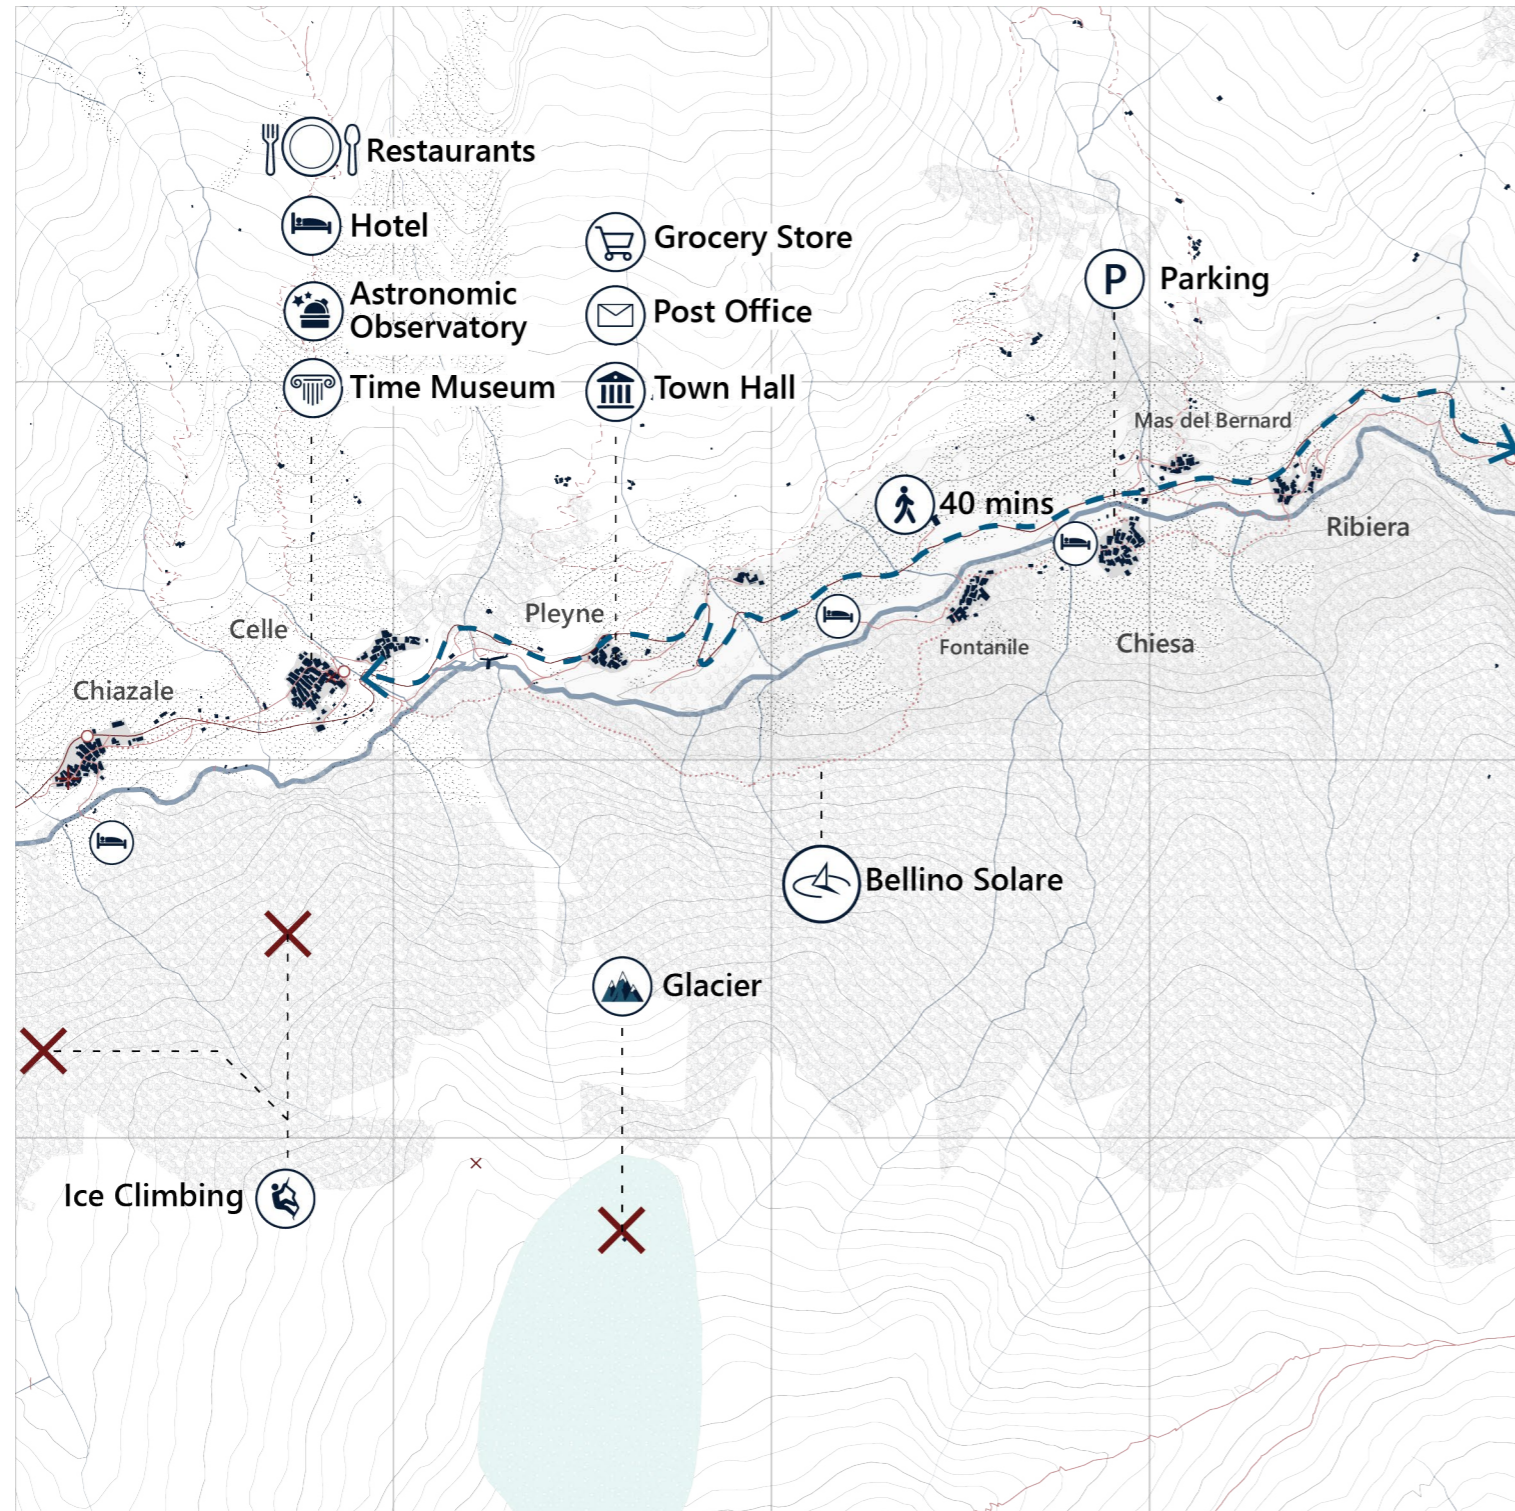 Restaurants
Hotel
Astronomic
Observatory
Time Museum
Grocery Store
Post Office
Town Hall
P
Parking
Mas del Bernard
40 mins
Ribiera
Pleyne
Celle
Fontanile
Chiesa
Chiazale
Bellino Solare
Glacier
Ice Climbing